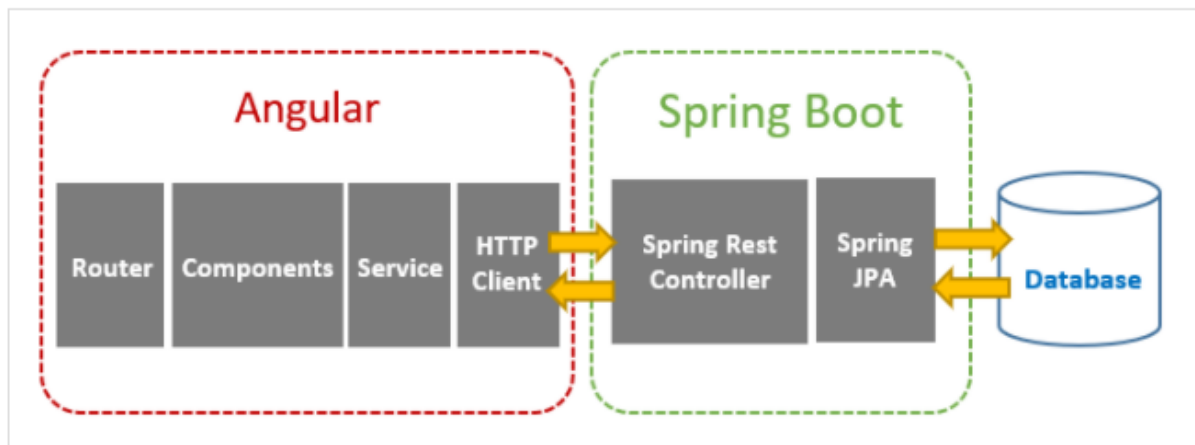 Angular
Spring Boot
Router
Components
Service
HTTP
Client
Spring Rest
Controller
Spring
JPA
Database